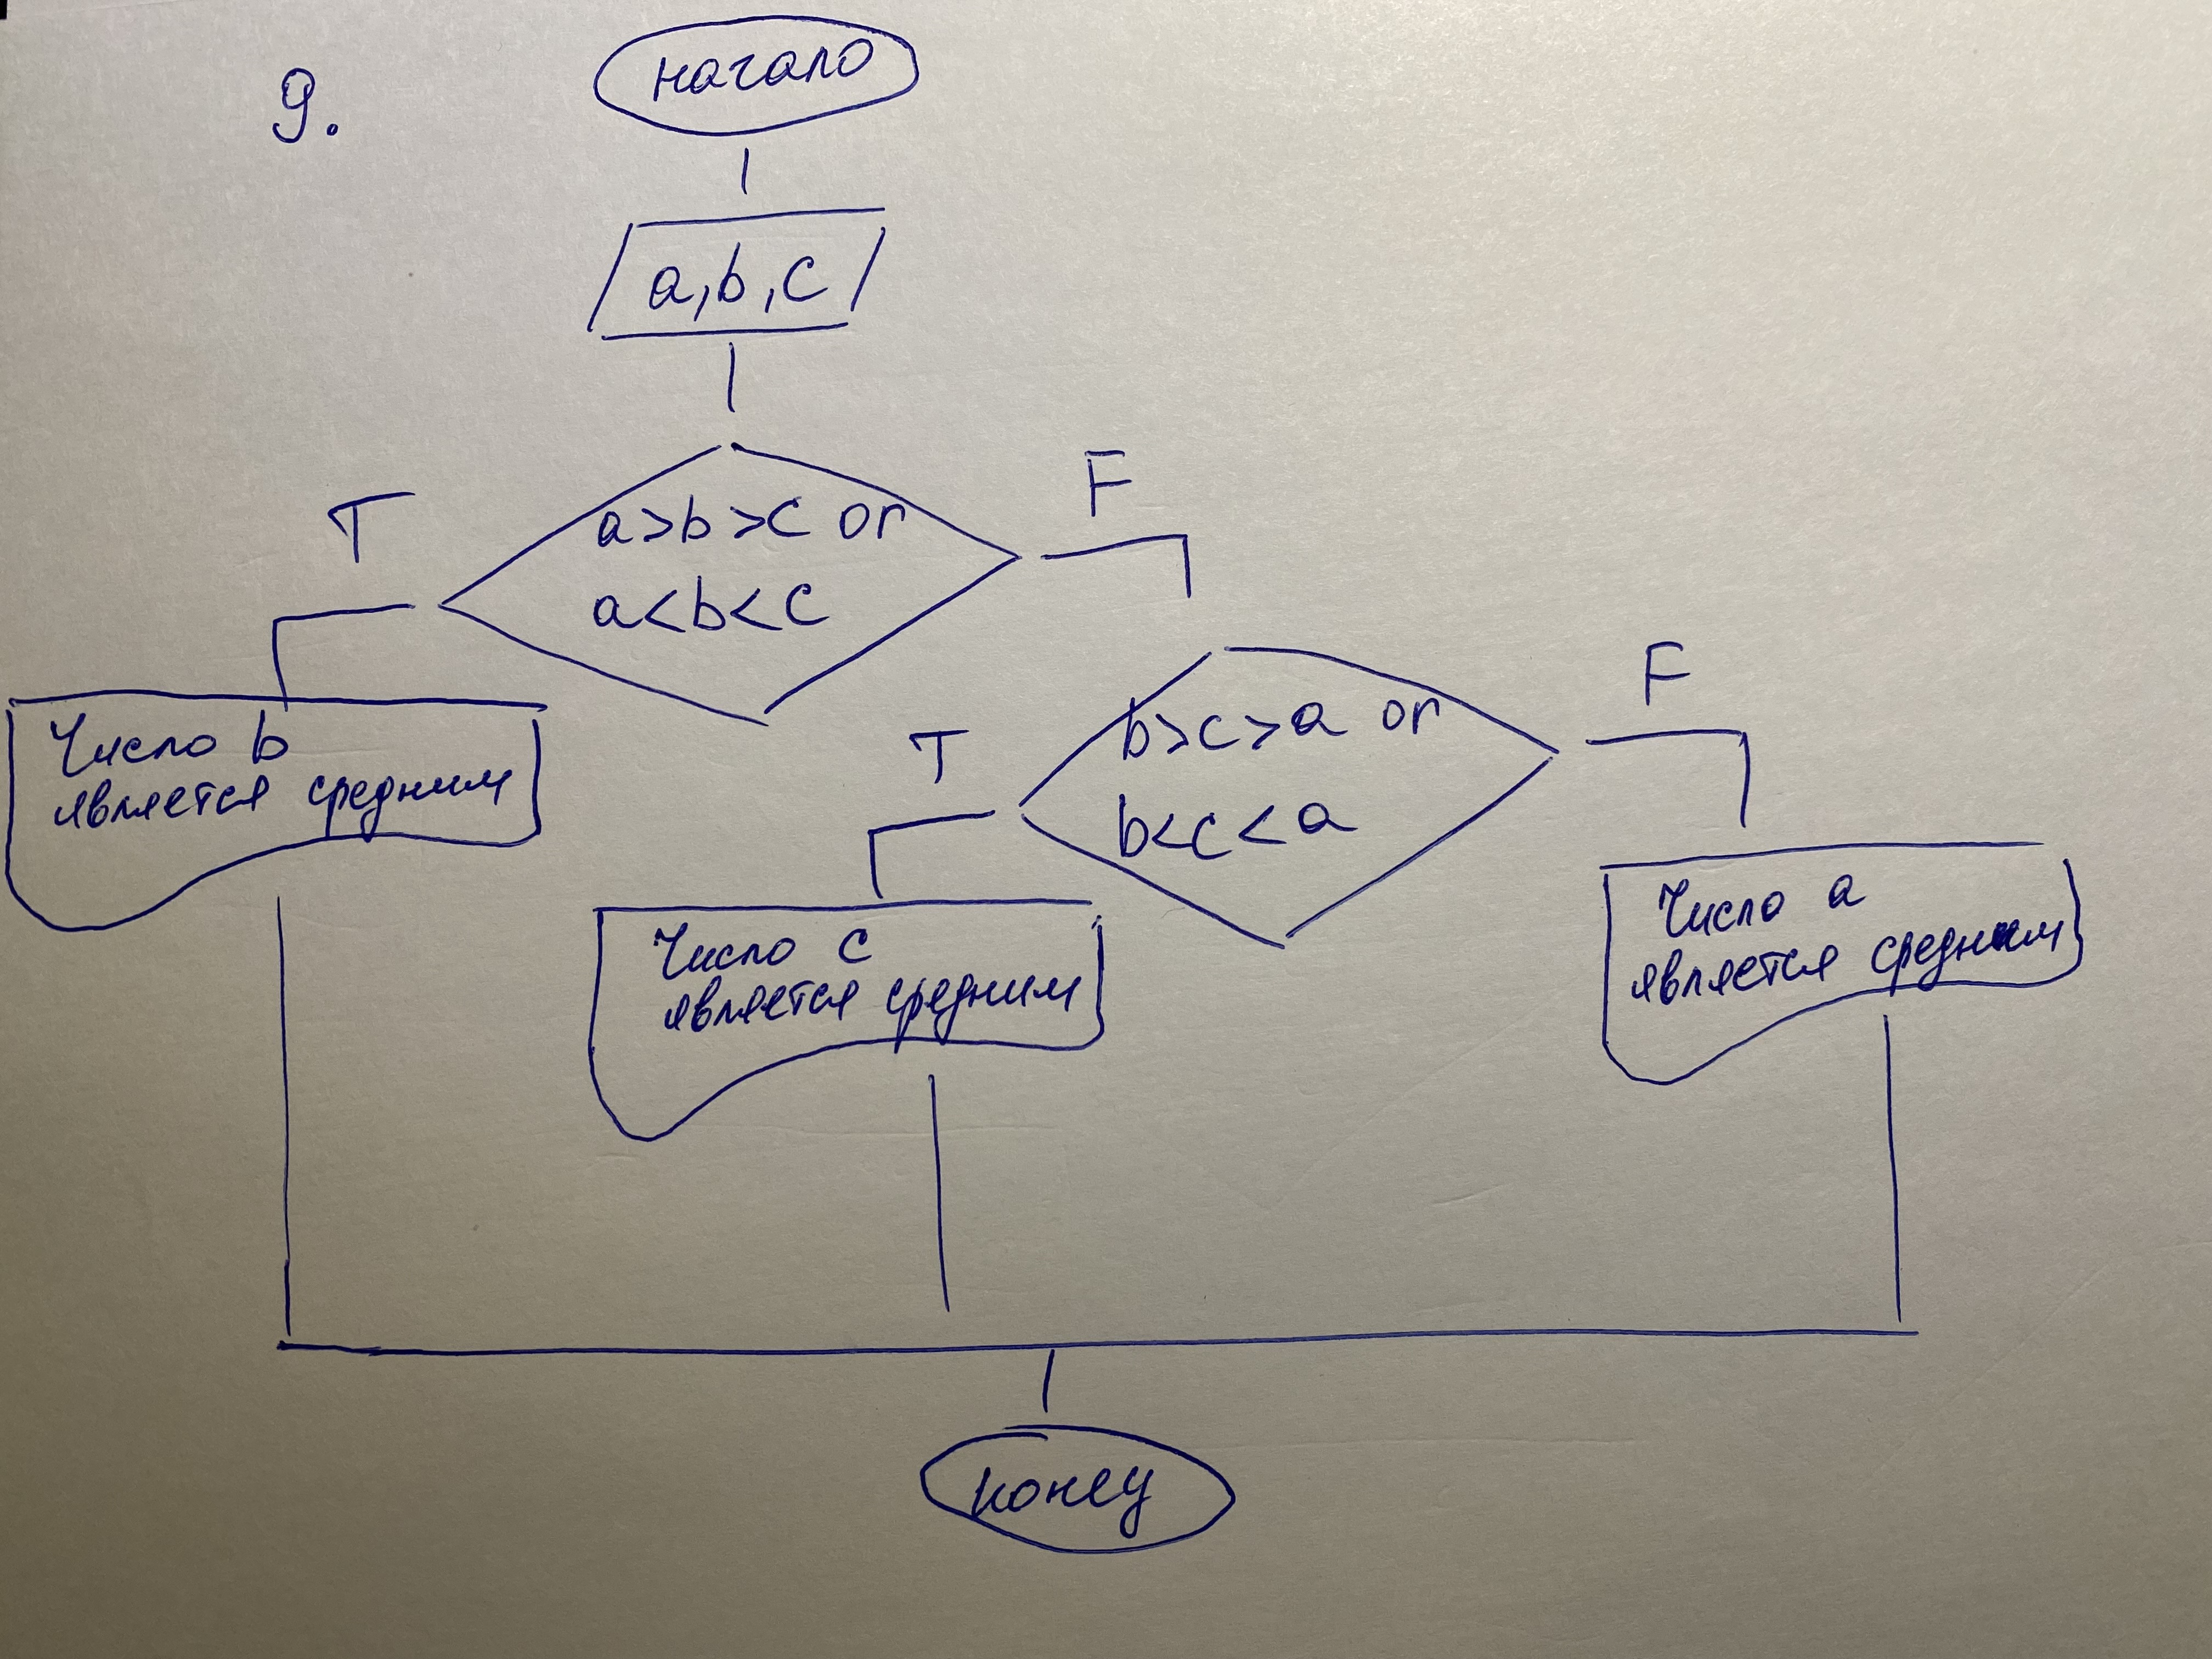 9.
начало
a, b, c
T
a>b>c or
a<b<c
F
Число b
является средним
T
b>c>a or
b<c<a
F
Число c
является средним
Число a
является средним
конец